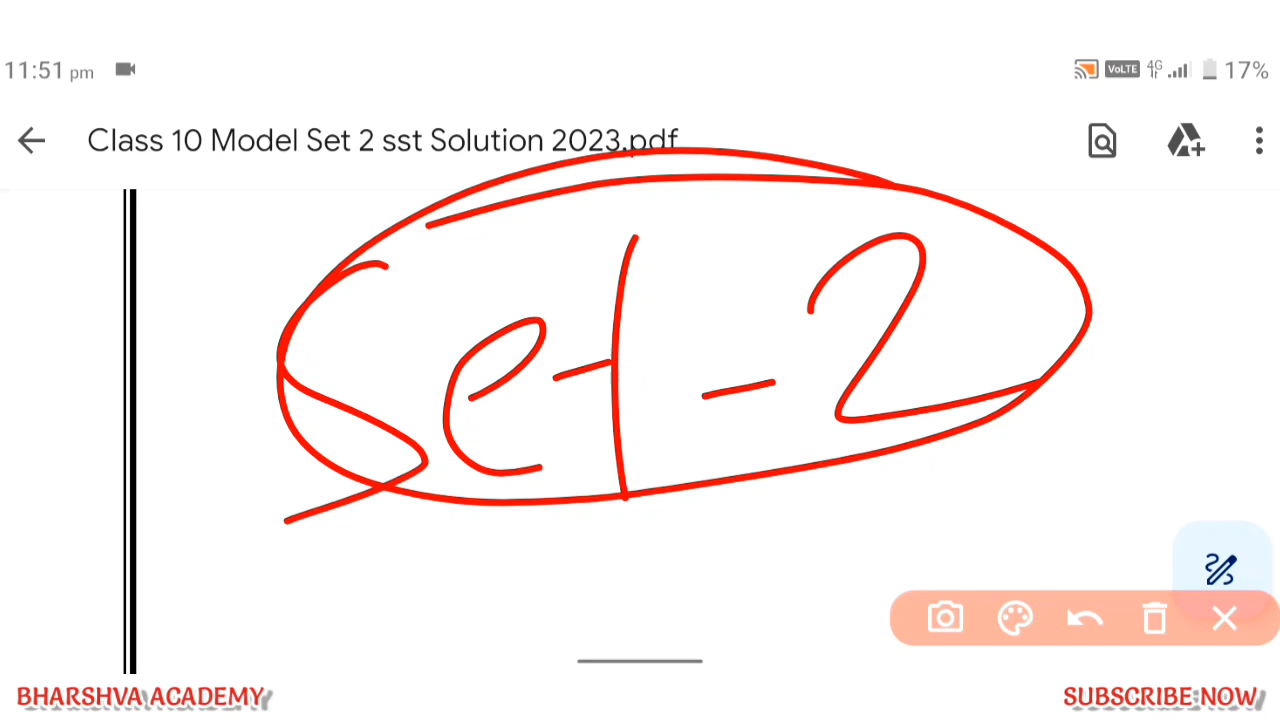 11:51 pm VoLTE 4G 17%
Class 10 Model Set 2 sst Solution 2023.pdf
Set - 2
BHARSHVA ACADEMY SUBSCRIBE NOW